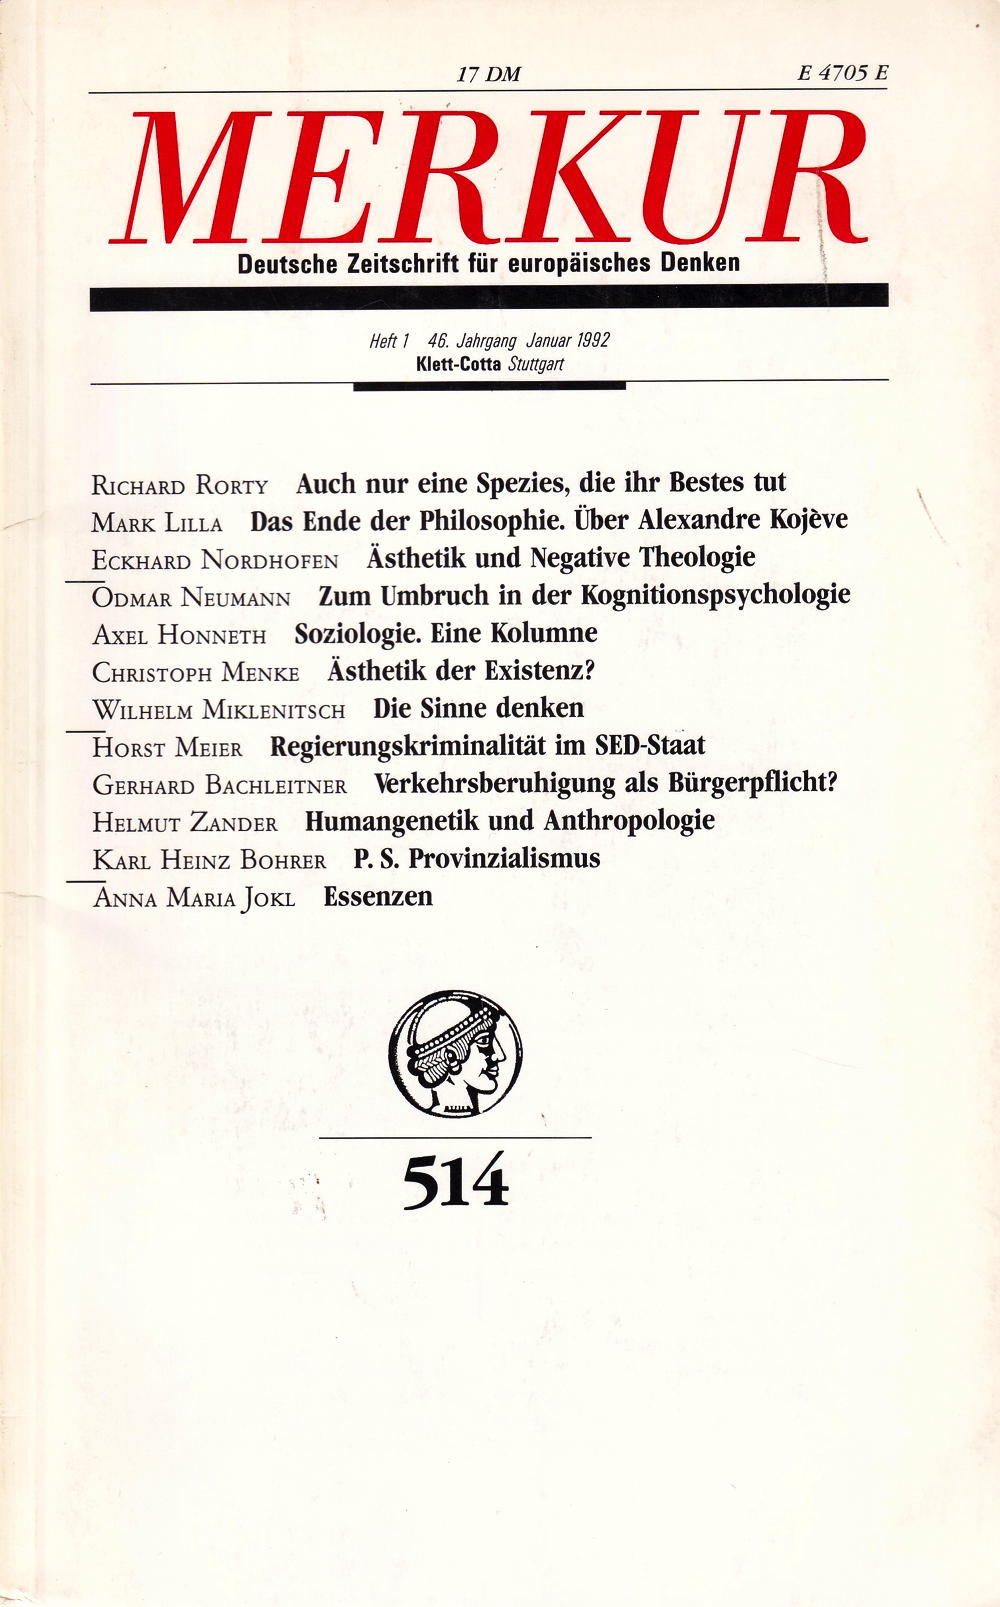 17 DM E 4705 E
MERKUR
Deutsche Zeitschrift für europäisches Denken
Heft 1 46. Jahrgang Januar 1992
Klett-Cotta Stuttgart
RICHARD RORTY Auch nur eine Spezies, die ihr Bestes tut
MARK LILLA Das Ende der Philosophie. Über Alexandre Kojève
ECKHARD NORDHOFEN Ästhetik und Negative Theologie
ODMAR NEUMANN Zum Umbruch in der Kognitionspsychologie
AXEL HONNETH Soziologie. Eine Kolumne
CHRISTOPH MENKE Ästhetik der Existenz?
WILHELM MIKLENITSCH Die Sinne denken
HORST MEIER Regierungskriminalität im SED-Staat
GERHARD BACHLEITNER Verkehrsberuhigung als Bürgerpflicht?
HELMUT ZANDER Humangenetik und Anthropologie
KARL HEINZ BOHRER P. S. Provinzialismus
ANNA MARIA JOKL Essenzen
514